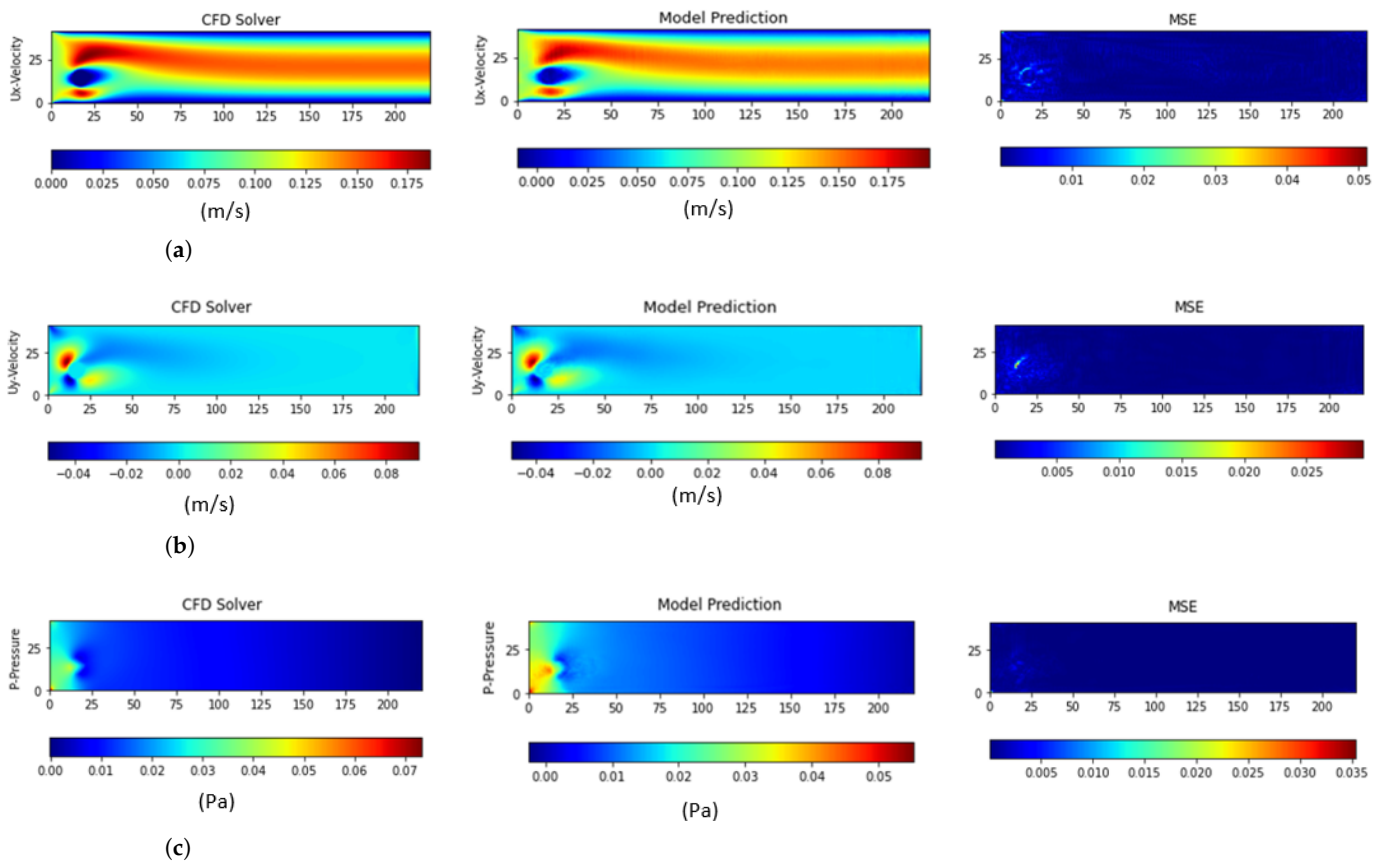 CFD Solver
Model Prediction
MSE
Ux-Velocity
25
0
0 25 50 75 100 125 150 175 200
Ux-Velocity
25
0
0 25 50 75 100 125 150 175 200
25
0
0 25 50 75 100 125 150 175 200
0.000 0.025 0.050 0.075 0.100 0.125 0.150 0.175
(m/s)
0.000 0.025 0.050 0.075 0.100 0.125 0.150 0.175
(m/s)
0.01 0.02 0.03 0.04 0.05
(a)
CFD Solver
Model Prediction
MSE
Uy-Velocity
25
0
0 25 50 75 100 125 150 175 200
Uy-Velocity
25
0
0 25 50 75 100 125 150 175 200
25
0
0 25 50 75 100 125 150 175 200
−0.04 −0.02 0.00 0.02 0.04 0.06 0.08
(m/s)
−0.04 −0.02 0.00 0.02 0.04 0.06 0.08
(m/s)
0.005 0.010 0.015 0.020 0.025
(b)
CFD Solver
Model Prediction
MSE
P-Pressure
25
0
0 25 50 75 100 125 150 175 200
P-Pressure
25
0
0 25 50 75 100 125 150 175 200
25
0
0 25 50 75 100 125 150 175 200
0.00 0.01 0.02 0.03 0.04 0.05 0.06 0.07
(Pa)
0.00 0.01 0.02 0.03 0.04 0.05
(Pa)
0.005 0.010 0.015 0.020 0.025 0.030 0.035
(c)